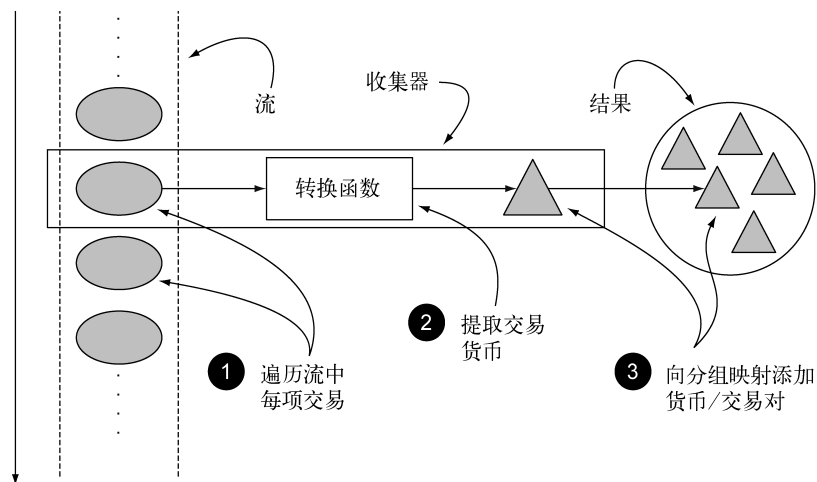 流
收集器
结果
转换函数
1
遍历流中
每项交易
2
提取交易
货币
3
向分组映射添加
货币/交易对